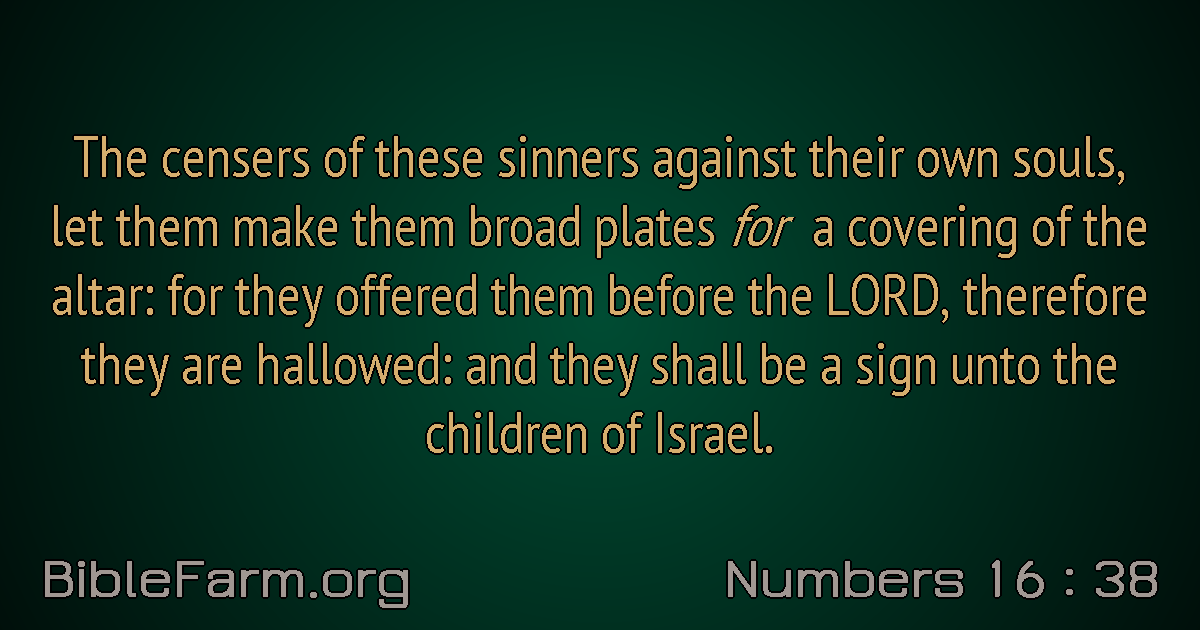 The censers of these sinners against their own souls,
let them make them broad plates for a covering of the
altar: for they offered them before the LORD, therefore
they are hallowed: and they shall be a sign unto the
children of Israel.
BibleFarm.org
Numbers 16 : 38